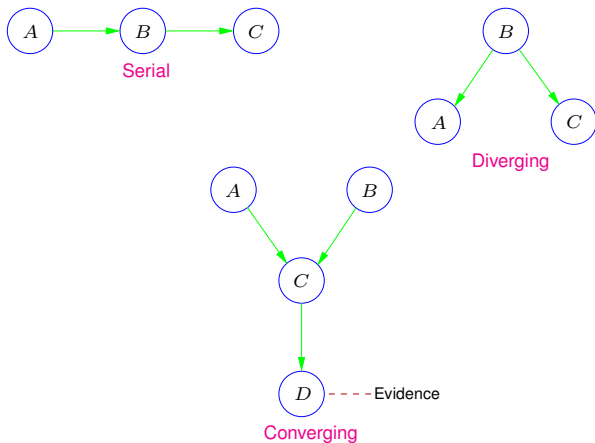 A B C
Serial
B
A C
Diverging
A B
C
D Evidence
Converging